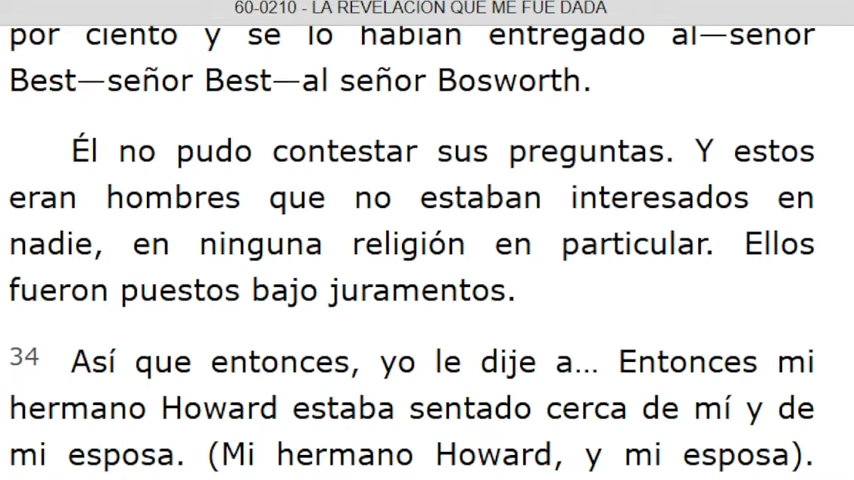 60-0210 - LA REVELACION QUE ME FUE DADA
por ciento y se lo habían entregado al—señor
Best—señor Best—al señor Bosworth.
Él no pudo contestar sus preguntas. Y estos
eran hombres que no estaban interesados en
nadie, en ninguna religión en particular. Ellos
fueron puestos bajo juramentos.
34 Así que entonces, yo le dije a... Entonces mi
hermano Howard estaba sentado cerca de mí y de
mi esposa. (Mi hermano Howard, y mi esposa).